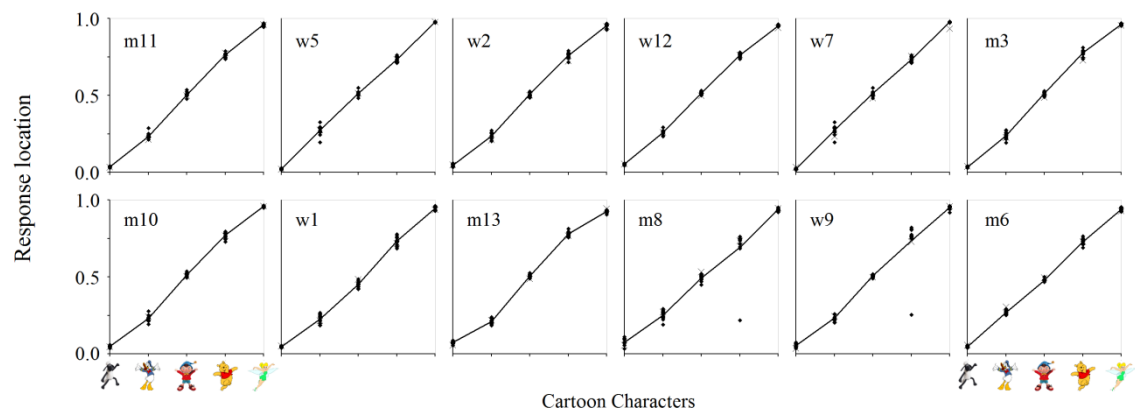 1.0 m11 w5 w2 w12 w7 m3
0.5
0.0
1.0 m10 w1 m13 m8 w9 m6
0.5
0.0
Response location
Cartoon Characters